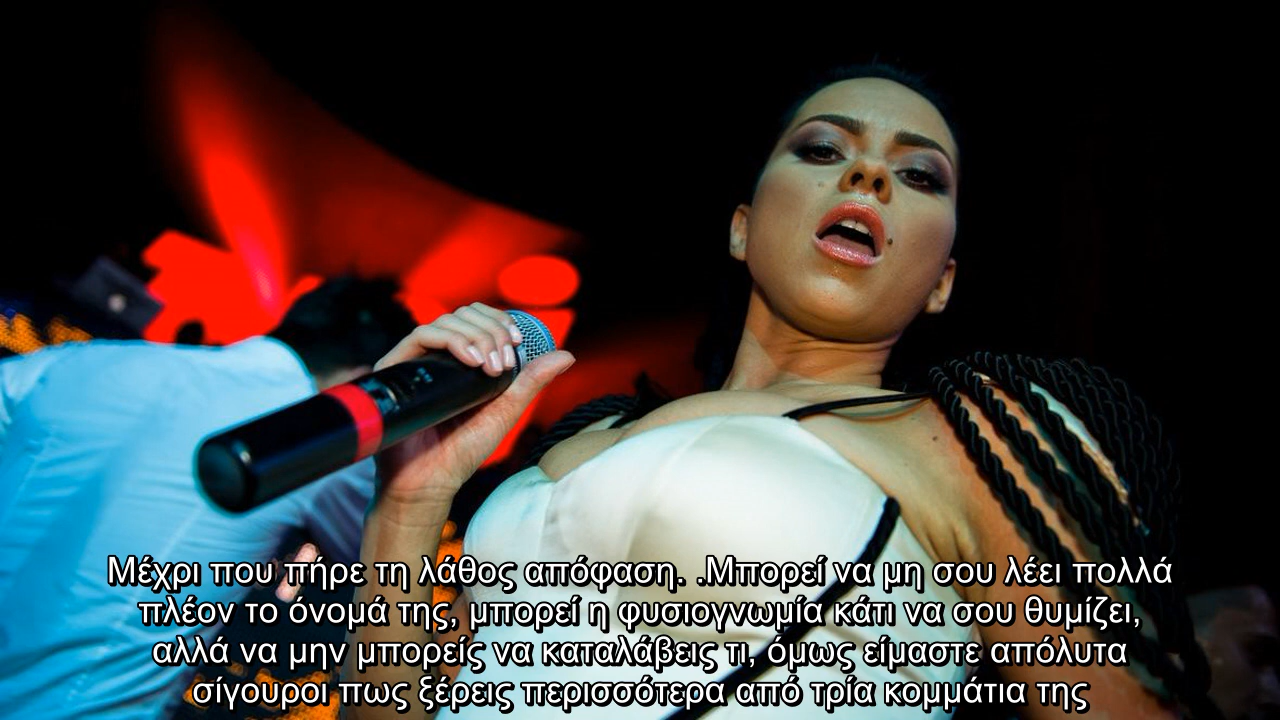 Μέχρι που πήρε τη λάθος απόφαση. .Μπορεί να μη σου λέει πολλά
πλέον το όνομά της, μπορεί η φυσιογνωμία κάτι να σου θυμίζει,
αλλά να μην μπορείς να καταλάβεις τι, όμως είμαστε απόλυτα
σίγουροι πως ξέρεις περισσότερα από τρία κομμάτια της